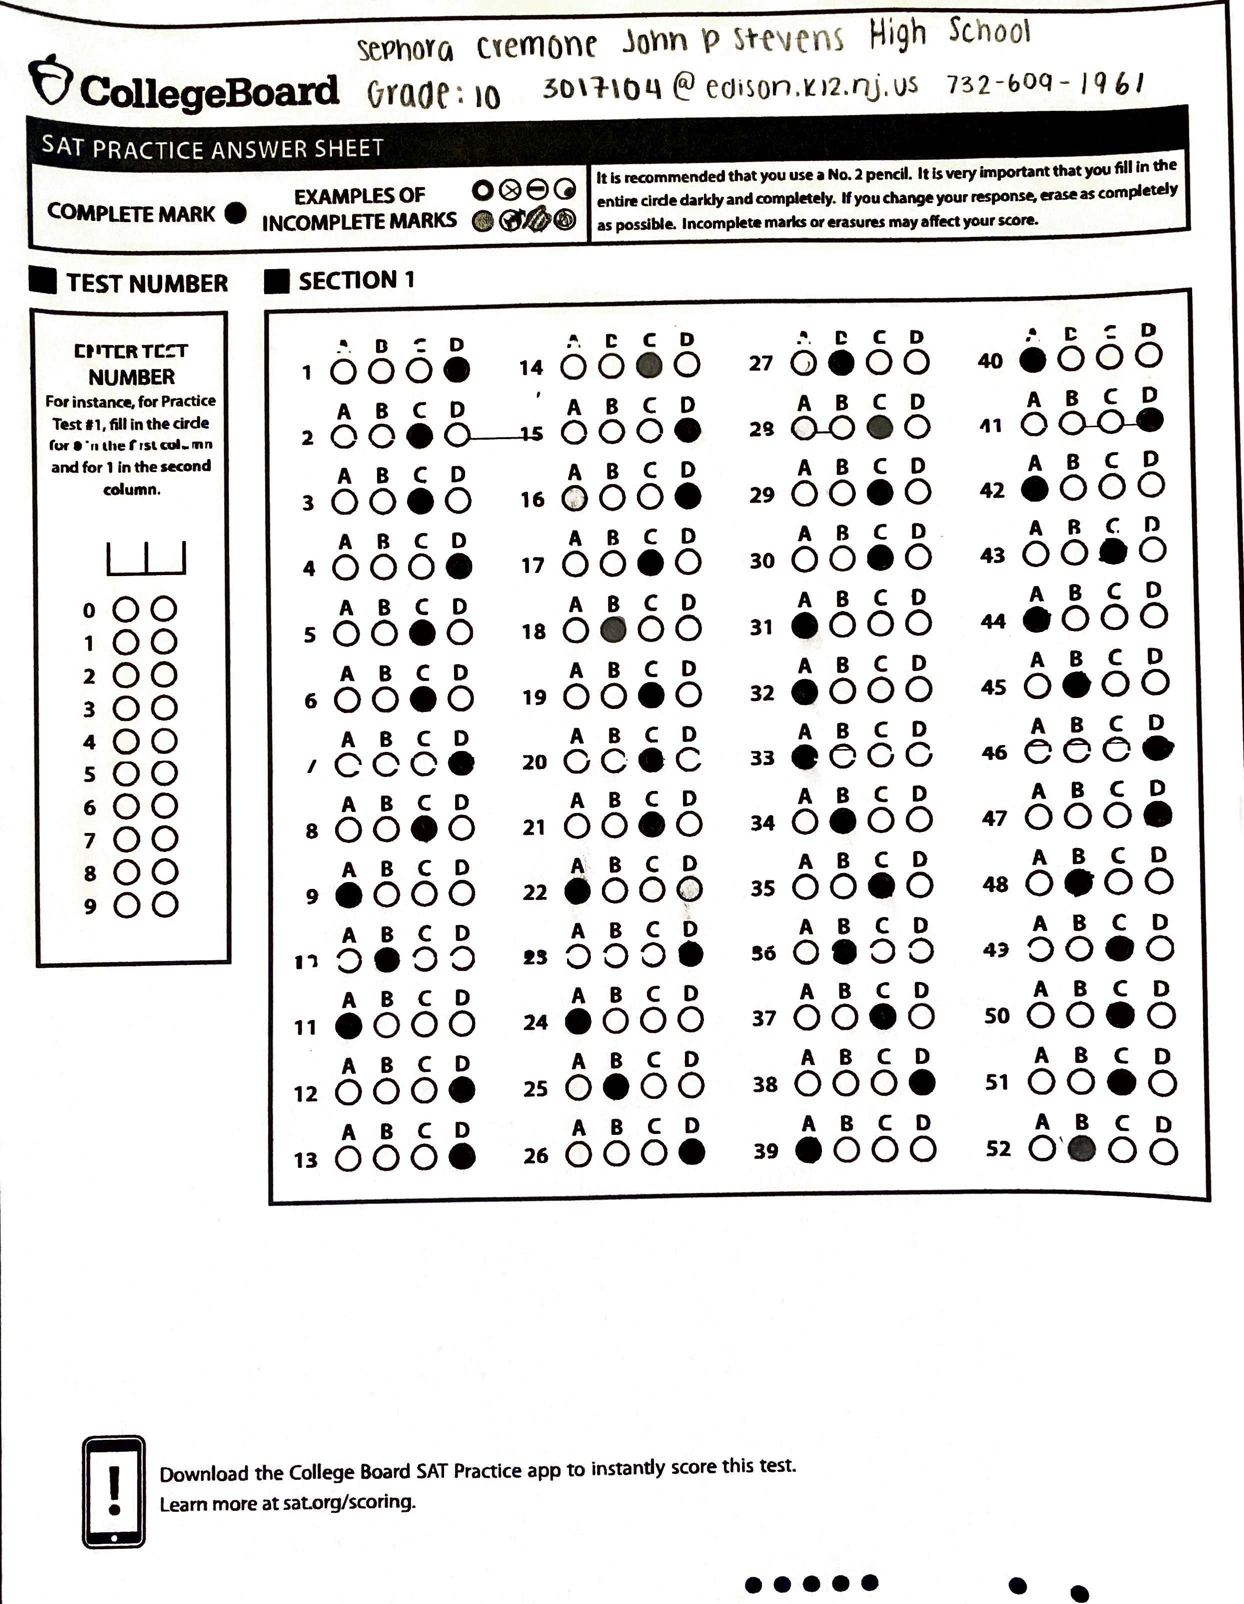 sephora cremone John P Stevens High School
CollegeBoard Grade: 10 3017104@edison.k12.nj.us 732-609-1961
SAT PRACTICE ANSWER SHEET
COMPLETE MARK
EXAMPLES OF
INCOMPLETE MARKS
It is recommended that you use a No. 2 pencil. It is very important that you fill in the
entire circle darkly and completely. If you change your response, erase as completely
as possible. Incomplete marks or erasures may affect your score.
TEST NUMBER
ENTER TEST
NUMBER
For instance, for Practice
Test #1, fill in the circle
for 0 in the first column
and for 1 in the second
column.
0
1
2
3
4
5
6
7
8
9
SECTION 1
A B C D
1
A B C D
2
A B C D
3
A B C D
4
A B C D
5
A B C D
6
A B C D
7
A B C D
8
A B C D
9
A B C D
10
A B C D
11
A B C D
12
A B C D
13
A B C D
14
A B C D
15
A B C D
16
A B C D
17
A B C D
18
A B C D
19
A B C D
20
A B C D
21
A B C D
22
A B C D
23
A B C D
24
A B C D
25
A B C D
26
A B C D
27
A B C D
28
A B C D
29
A B C D
30
A B C D
31
A B C D
32
A B C D
33
A B C D
34
A B C D
35
A B C D
36
A B C D
37
A B C D
38
A B C D
39
A B C D
40
A B C D
41
A B C D
42
A B C D
43
A B C D
44
A B C D
45
A B C D
46
A B C D
47
A B C D
48
A B C D
49
A B C D
50
A B C D
51
A B C D
52
Download the College Board SAT Practice app to instantly score this test.
Learn more at sat.org/scoring.